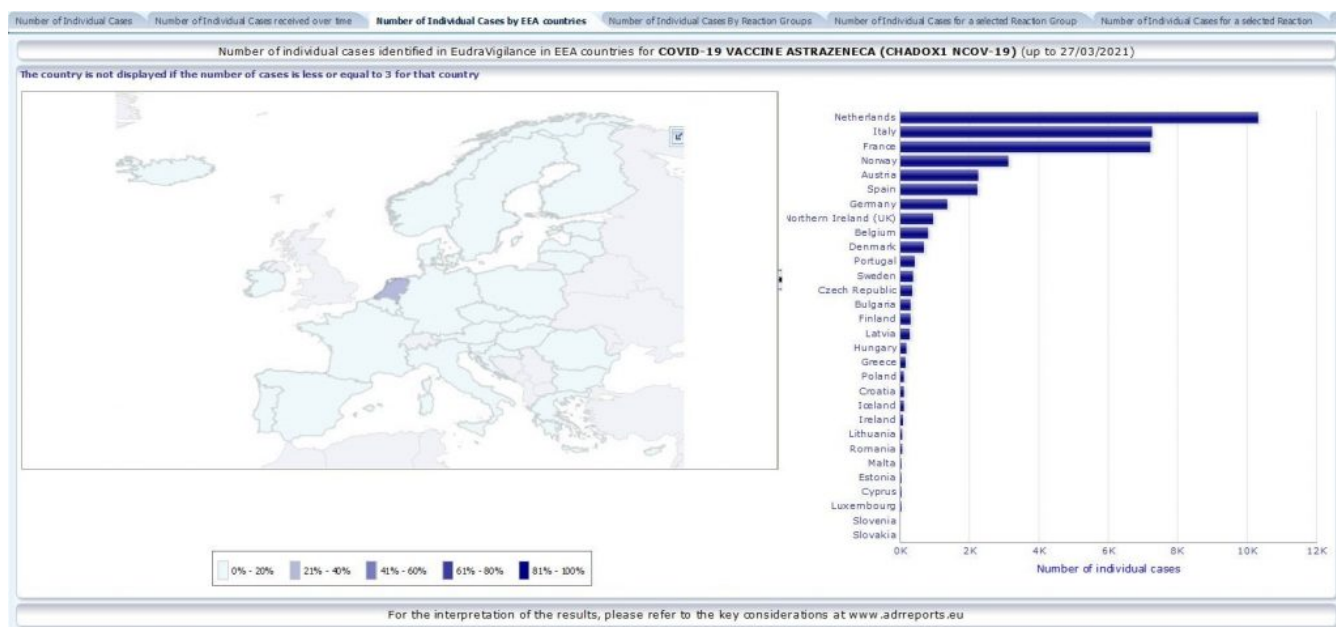 Number of Individual Cases
Number of Individual Cases received over time
Number of Individual Cases by EEA countries
Number of Individual Cases By Reaction Groups
Number of Individual Cases for a selected Reaction Group
Number of Individual Cases for a selected Reaction
Number of individual cases identified in EudraVigilance in EEA countries for COVID-19 VACCINE ASTRAZENECA (CHADOX1 NCOV-19) (up to 27/03/2021)
The country is not displayed if the number of cases is less or equal to 3 for that country
Netherlands
Italy
France
Norway
Austria
Spain
Germany
Northern Ireland (UK)
Belgium
Denmark
Portugal
Sweden
Czech Republic
Bulgaria
Finland
Latvia
Hungary
Greece
Poland
Croatia
Iceland
Ireland
Lithuania
Romania
Malta
Estonia
Cyprus
Luxembourg
Slovenia
Slovakia
0K 2K 4K 6K 8K 10K 12K
Number of individual cases
0% - 20% 21% - 40% 41% - 60% 61% - 80% 81% - 100%
For the interpretation of the results, please refer to the key considerations at www.adrreports.eu